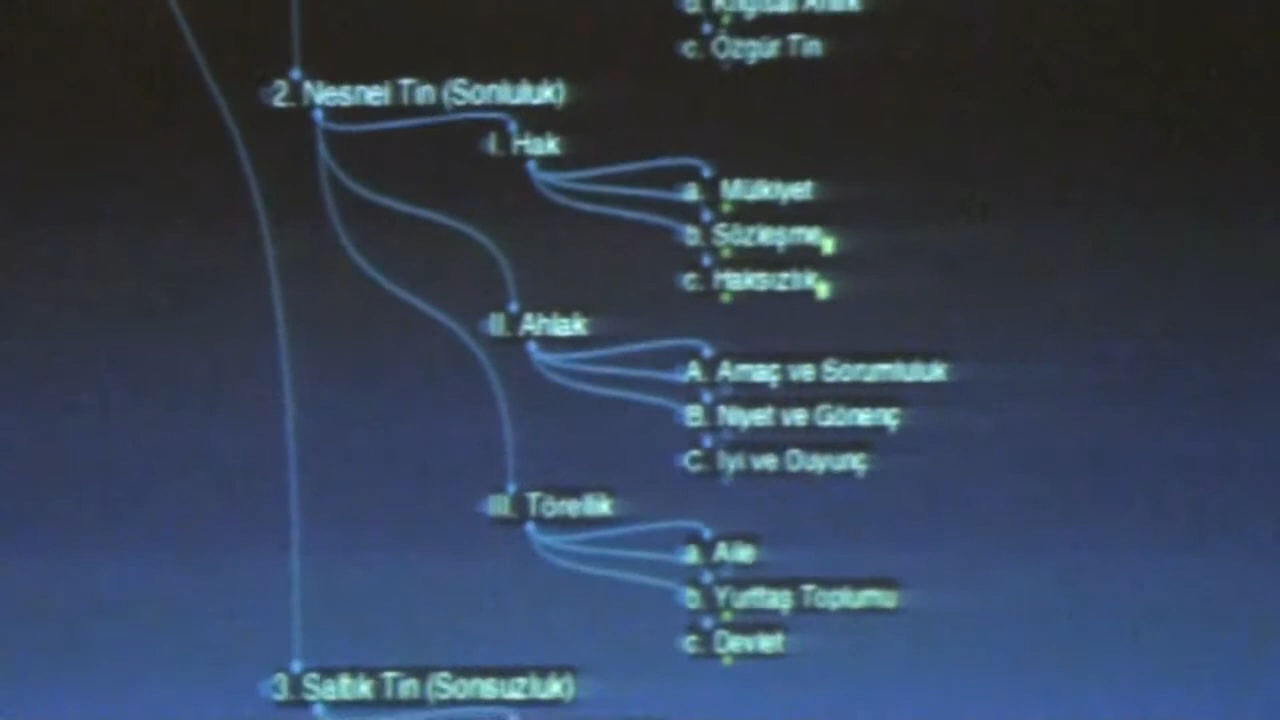 c. Özgür Tin
2. Nesnel Tin (Sonluluk)
I. Hak
a. Mülkiyet
b. Sözleşme
c. Haksızlık
II. Ahlak
A. Amaç ve Sorumluluk
B. Niyet ve Gönenç
C. İyi ve Duyunç
III. Törellik
a. Aile
b. Yurttaş Toplumu
c. Devlet
3. Saltık Tin (Sonsuzluk)